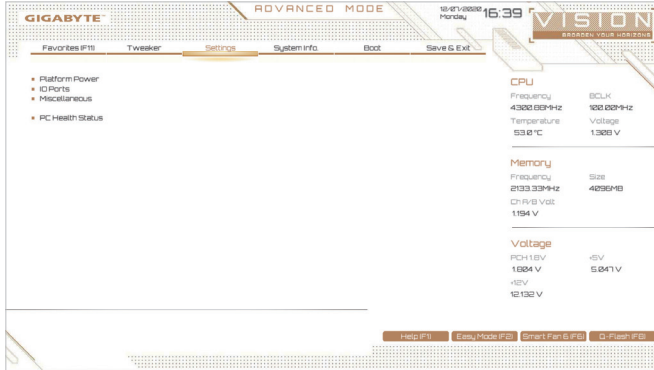 GIGABYTE™
ADVANCED MODE
12/07/2020
Monday
16:39
VISION
BROADEN YOUR HORIZONS
Favorites (F11)
Tweaker
Settings
System Info.
Boot
Save & Exit
Platform Power
IO Ports
Miscellaneous
PC Health Status
CPU
Frequency BCLK
4300.88MHz 100.00MHz
Temperature Voltage
53.0 °C 1.308 V
Memory
Frequency Size
2133.33MHz 4096MB
Ch A/B Volt
1.194 V
Voltage
PCH 1.8V +5V
1.804 V 5.047 V
+12V
12.132 V
Help (F1)
Easy Mode (F2)
Smart Fan 6 (F6)
Q-Flash (F8)